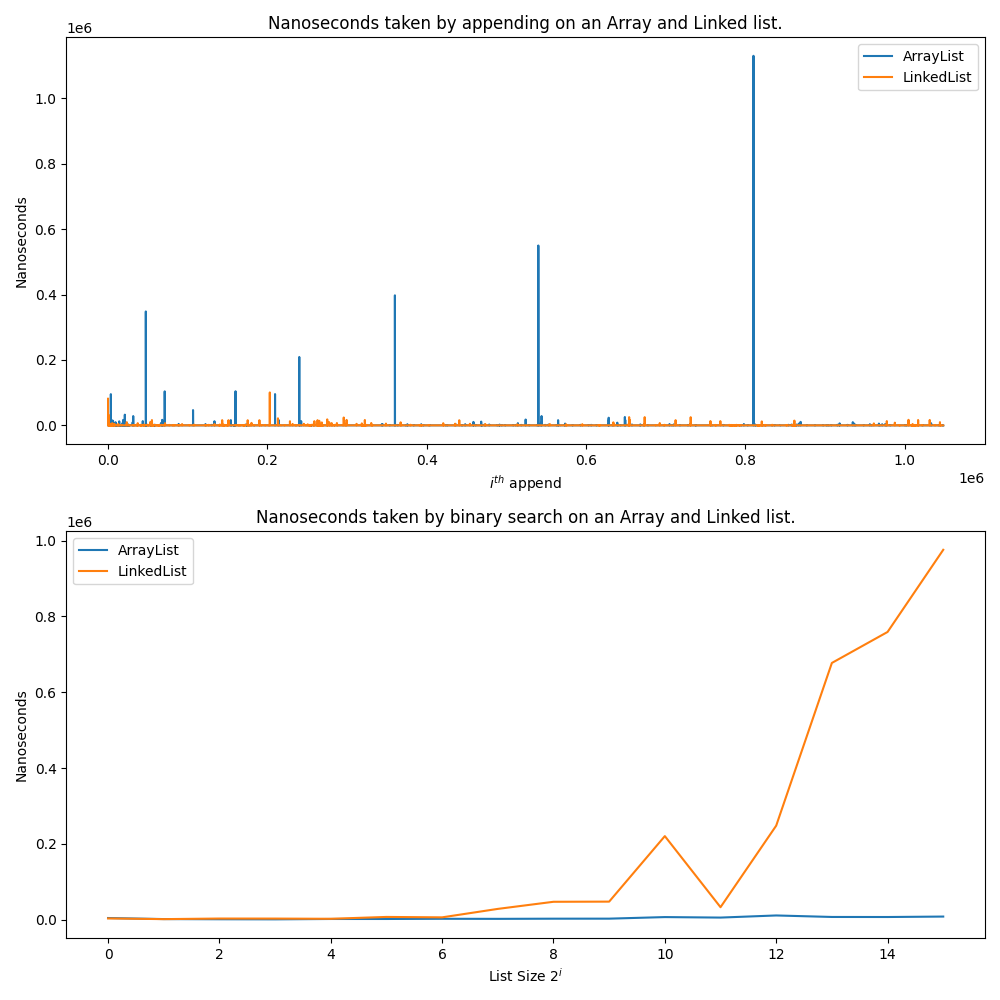 Nanoseconds taken by appending on an Array and Linked list.
1e6
ArrayList
LinkedList
1.0
0.8
0.6
0.4
0.2
0.0
Nanoseconds
0.0 0.2 0.4 0.6 0.8 1.0
1e6
i^th append
Nanoseconds taken by binary search on an Array and Linked list.
1e6
ArrayList
LinkedList
1.0
0.8
0.6
0.4
0.2
0.0
Nanoseconds
0 2 4 6 8 10 12 14
List Size 2^i